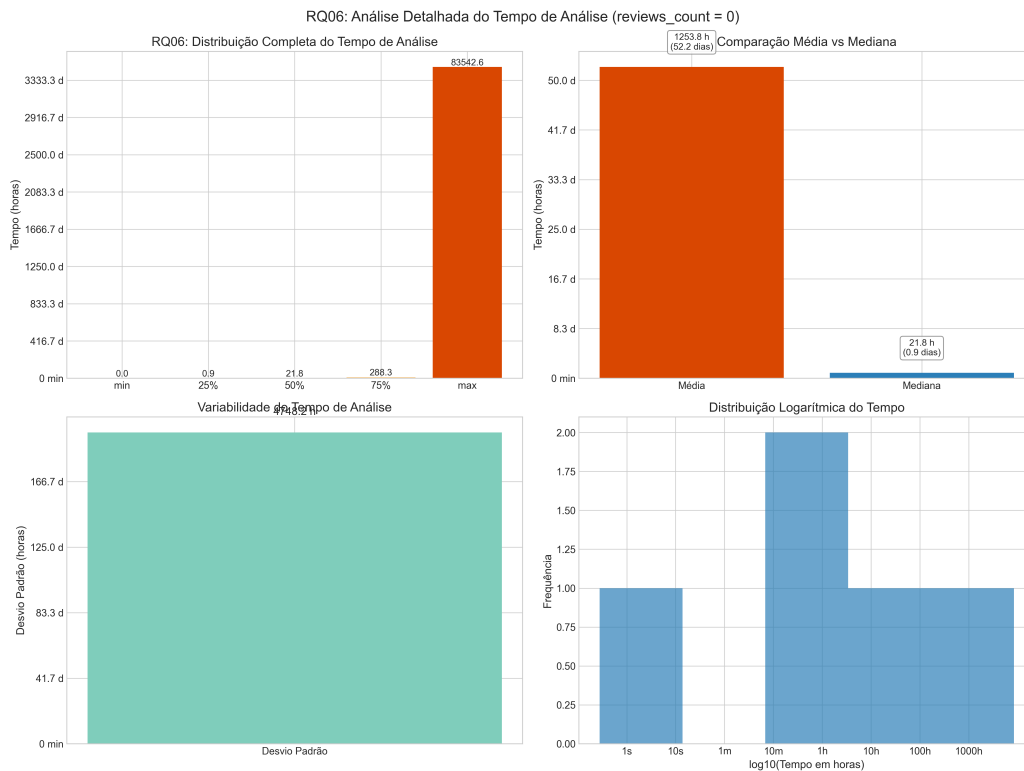 RQ06: Análise Detalhada do Tempo de Análise (reviews_count = 0)
RQ06: Distribuição Completa do Tempo de Análise
83542.6
3333.3 d
2916.7 d
2500.0 d
2083.3 d
1666.7 d
1250.0 d
833.3 d
416.7 d
0 min
Tempo (horas)
0.0
0.9
21.8
288.3
min
25%
50%
75%
max
Comparação Média vs Mediana
1253.8 h
(52.2 dias)
50.0 d
41.7 d
33.3 d
25.0 d
16.7 d
8.3 d
0 min
Tempo (horas)
21.8 h
(0.9 dias)
Média
Mediana
Variabilidade do Tempo de Análise
4748.2 h
166.7 d
125.0 d
83.3 d
41.7 d
0 min
Desvio Padrão (horas)
Desvio Padrão
Distribuição Logarítmica do Tempo
2.00
1.75
1.50
1.25
1.00
0.75
0.50
0.25
0.00
Frequência
1s
10s
1m
10m
1h
10h
100h
1000h
log10(Tempo em horas)